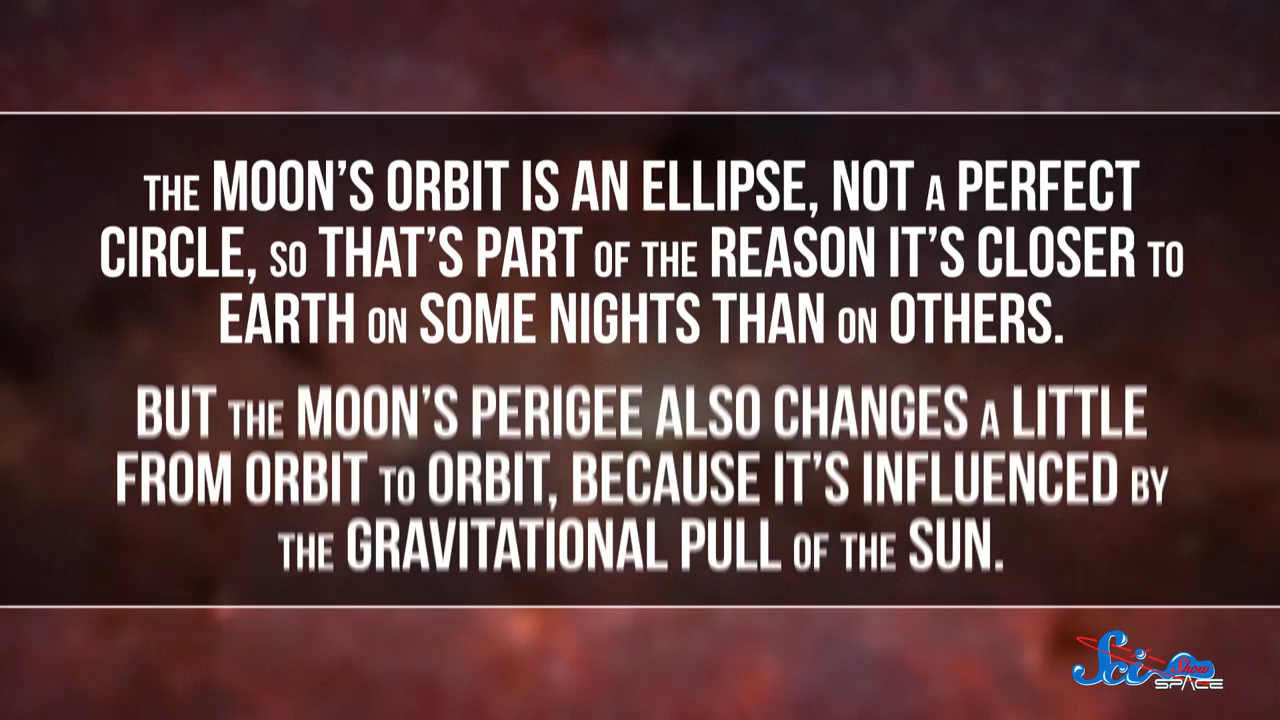 THE MOON'S ORBIT IS AN ELLIPSE, NOT A PERFECT
CIRCLE, SO THAT'S PART OF THE REASON IT'S CLOSER TO
EARTH ON SOME NIGHTS THAN ON OTHERS.
BUT THE MOON'S PERIGEE ALSO CHANGES A LITTLE
FROM ORBIT TO ORBIT, BECAUSE IT'S INFLUENCED BY
THE GRAVITATIONAL PULL OF THE SUN.
Sci Show
SPACE